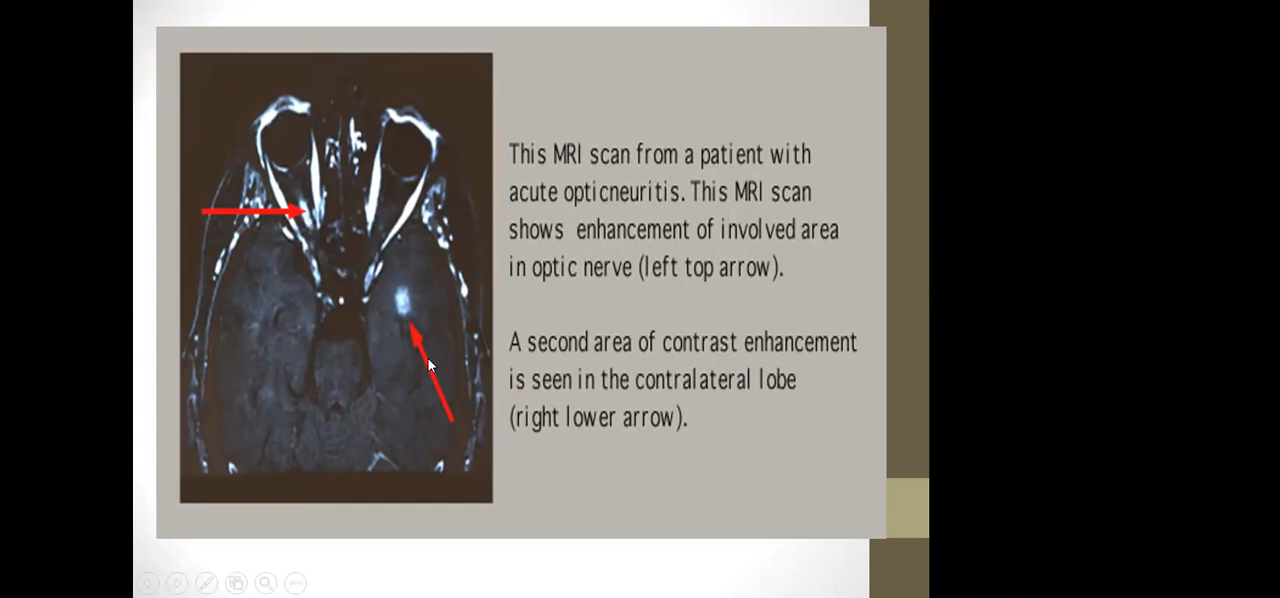 This MRI scan from a patient with
acute opticneuritis. This MRI scan
shows enhancement of involved area
in optic nerve (left top arrow).
A second area of contrast enhancement
is seen in the contralateral lobe
(right lower arrow).